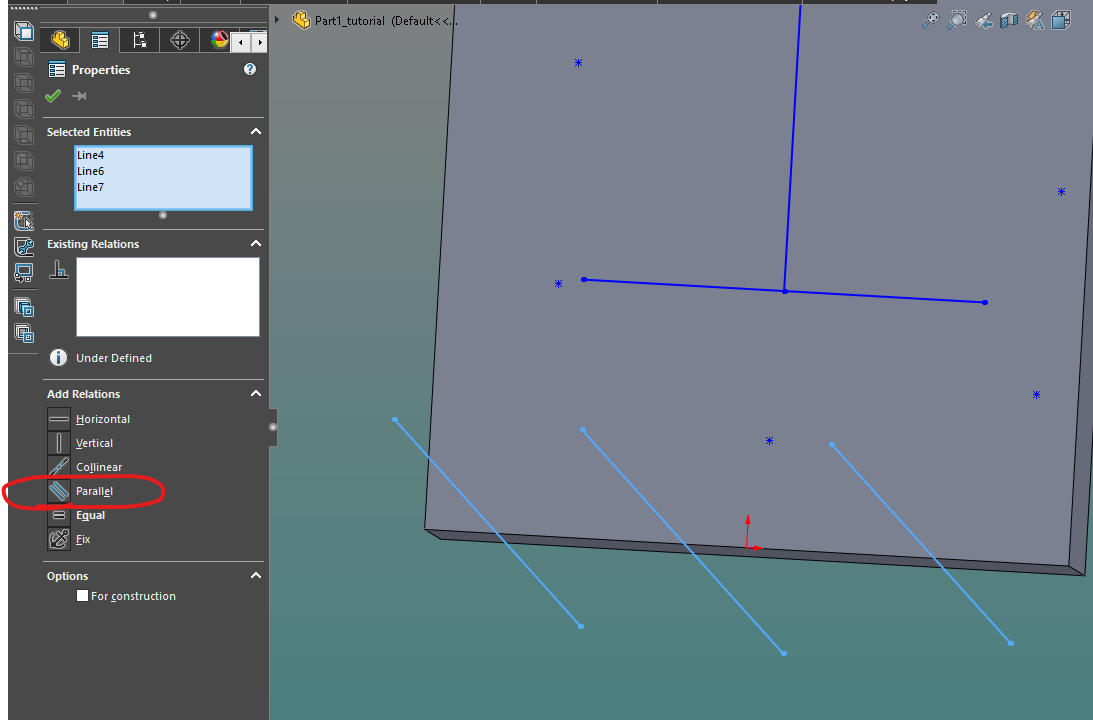 Part1_tutorial (Default<<...
Properties
Selected Entities
Line4
Line6
Line7
Existing Relations
Under Defined
Add Relations
Horizontal
Vertical
Collinear
Parallel
Equal
Fix
Options
For construction